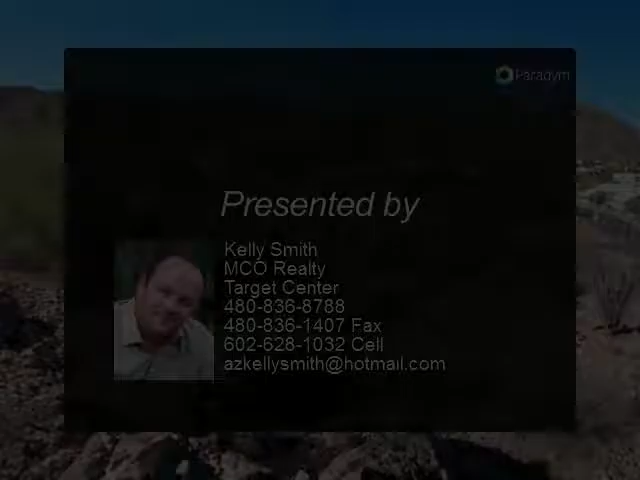 Paradym
Presented by
Kelly Smith
MCO Realty
Target Center
480-836-8788
480-836-1407 Fax
602-628-1032 Cell
azkellysmith@hotmail.com